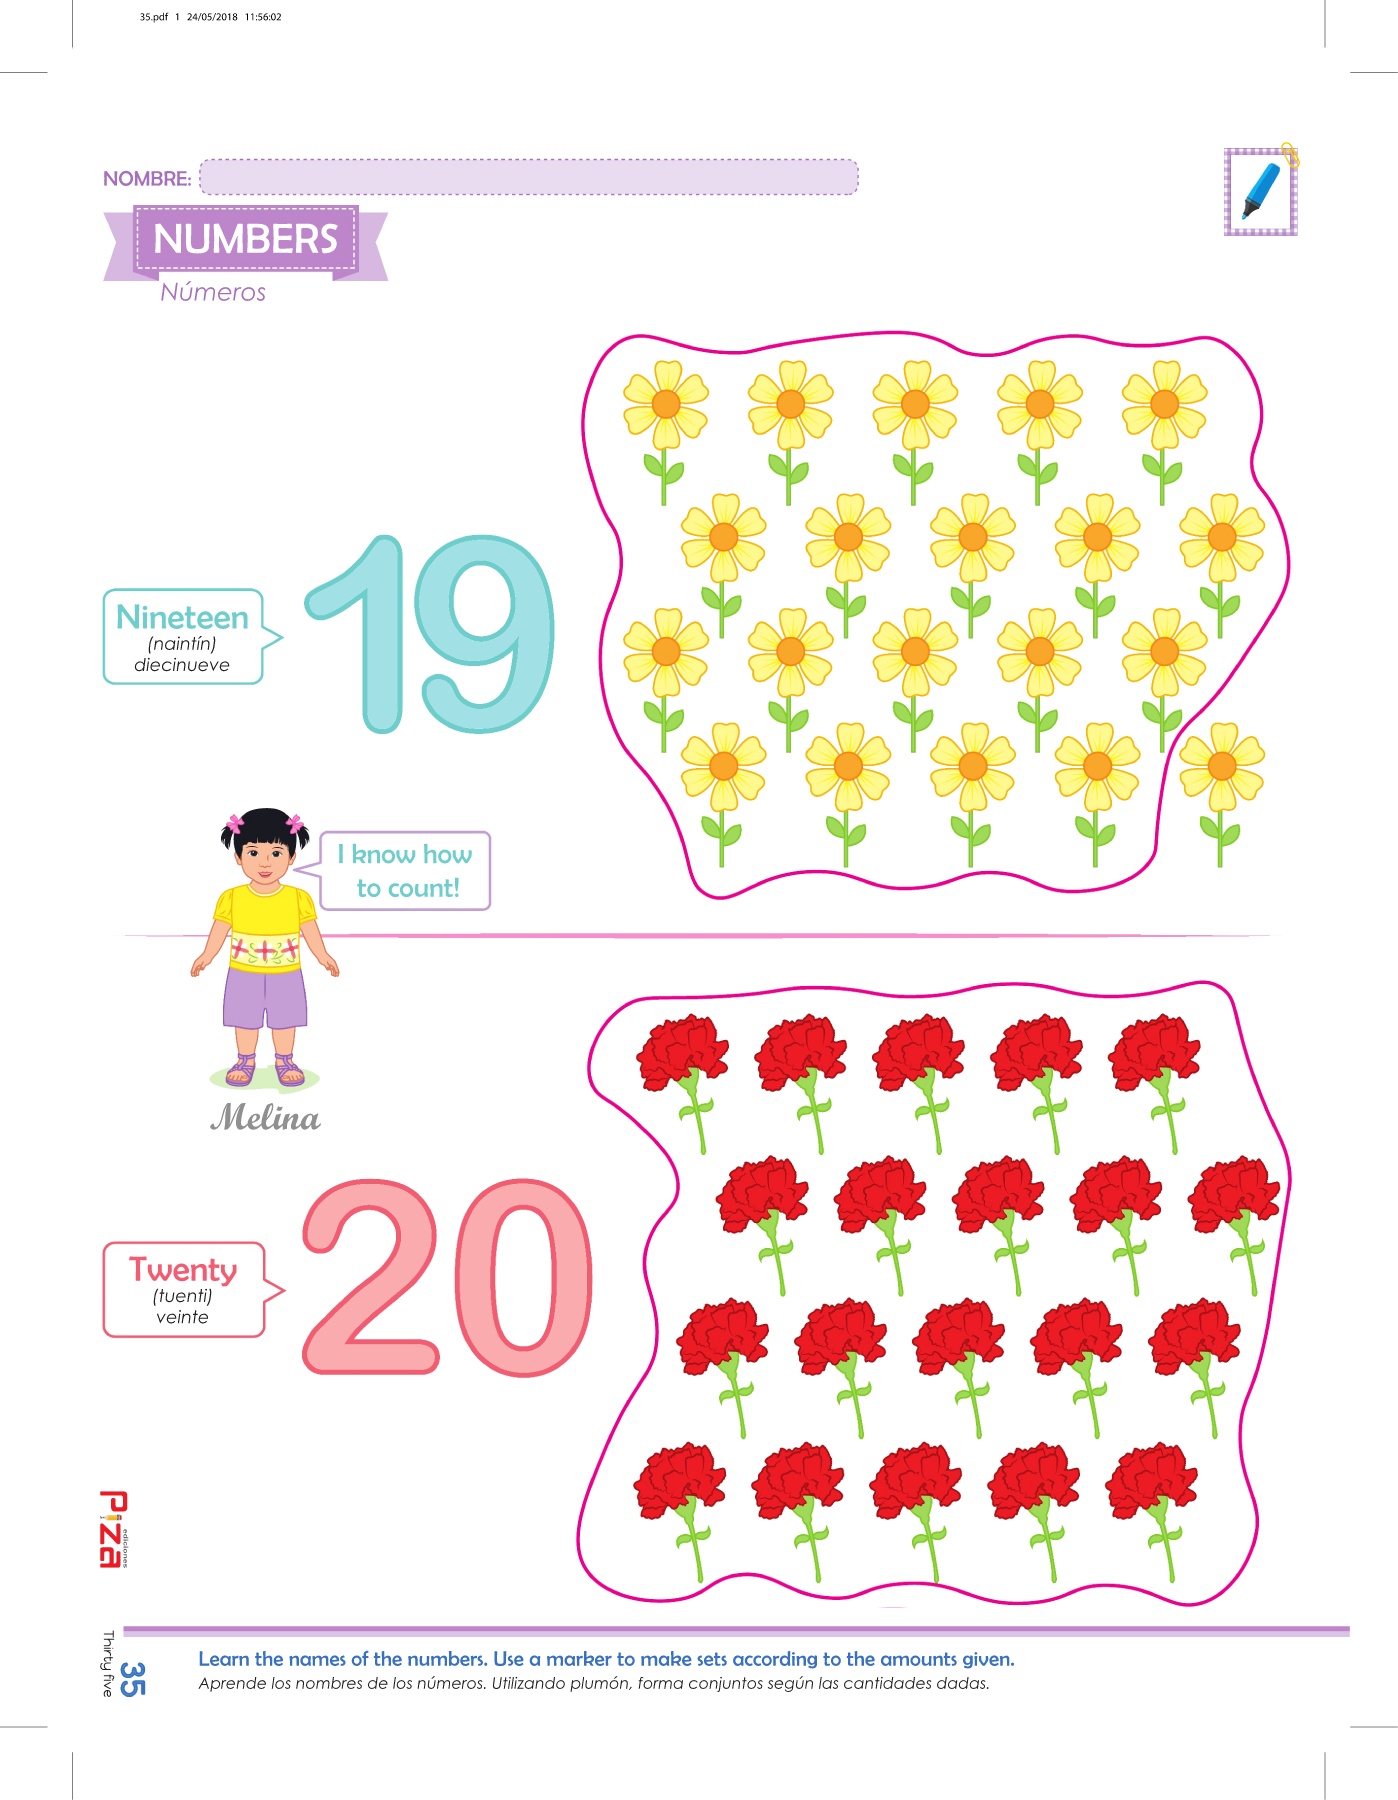 35.pdf 1 24/05/2018 11:56:02
NOMBRE:
NUMBERS
Números
19
Nineteen
(naintín)
diecinueve
I know how
to count!
Melina
20
Twenty
(tuenti)
veinte
Piza
ediciones
Thirty five
35
Learn the names of the numbers. Use a marker to make sets according to the amounts given.
Aprende los nombres de los números. Utilizando plumón, forma conjuntos según las cantidades dadas.